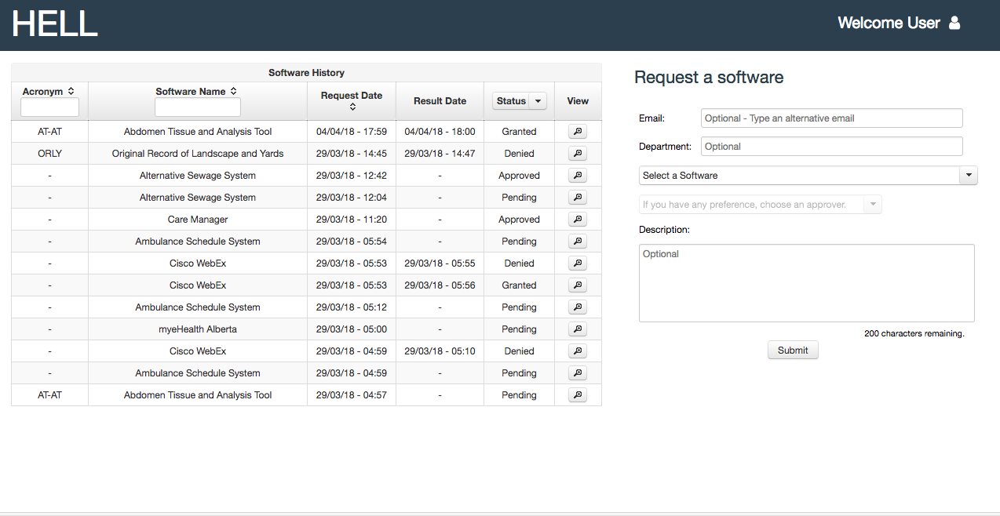 HELL
Welcome User
Software History
Acronym Software Name Request Date Result Date Status View
AT-AT Abdomen Tissue and Analysis Tool 04/04/18 - 17:59 04/04/18 - 18:00 Granted
ORLY Original Record of Landscape and Yards 29/03/18 - 14:45 29/03/18 - 14:47 Denied
- Alternative Sewage System 29/03/18 - 12:42 - Approved
- Alternative Sewage System 29/03/18 - 12:04 - Pending
- Care Manager 29/03/18 - 11:20 - Approved
- Ambulance Schedule System 29/03/18 - 05:54 - Pending
- Cisco WebEx 29/03/18 - 05:53 29/03/18 - 05:55 Denied
- Cisco WebEx 29/03/18 - 05:53 29/03/18 - 05:56 Granted
- Ambulance Schedule System 29/03/18 - 05:12 - Pending
- myeHealth Alberta 29/03/18 - 05:00 - Pending
- Cisco WebEx 29/03/18 - 04:59 29/03/18 - 05:10 Denied
- Ambulance Schedule System 29/03/18 - 04:59 - Pending
AT-AT Abdomen Tissue and Analysis Tool 29/03/18 - 04:57 - Pending
Request a software
Email: Optional - Type an alternative email
Department: Optional
Select a Software
If you have any preference, choose an approver.
Description:
Optional
200 characters remaining.
Submit